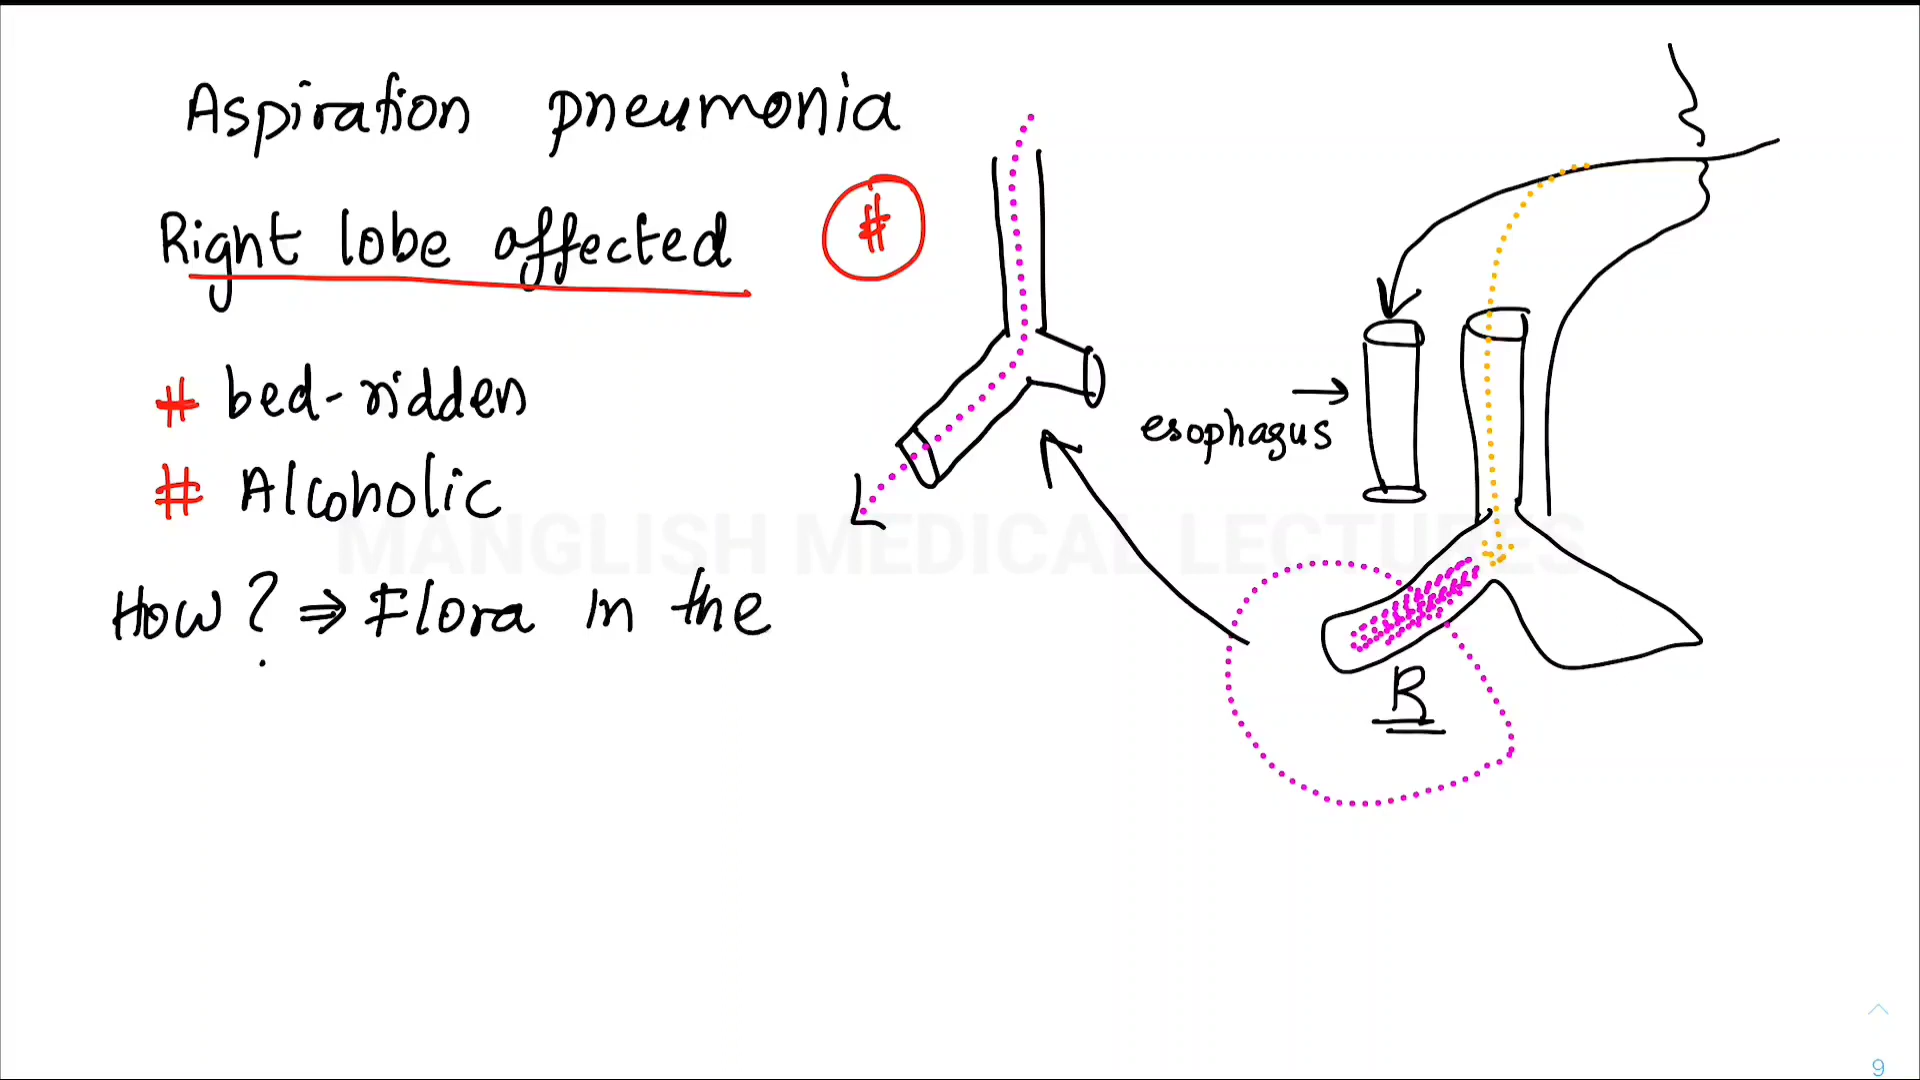 Aspiration pneumonia
Right lobe affected #
# bed-ridden
# Alcoholic
How? ⇒ Flora in the
esophagus →
R
MANGLISH MEDICAL LECTURES
9